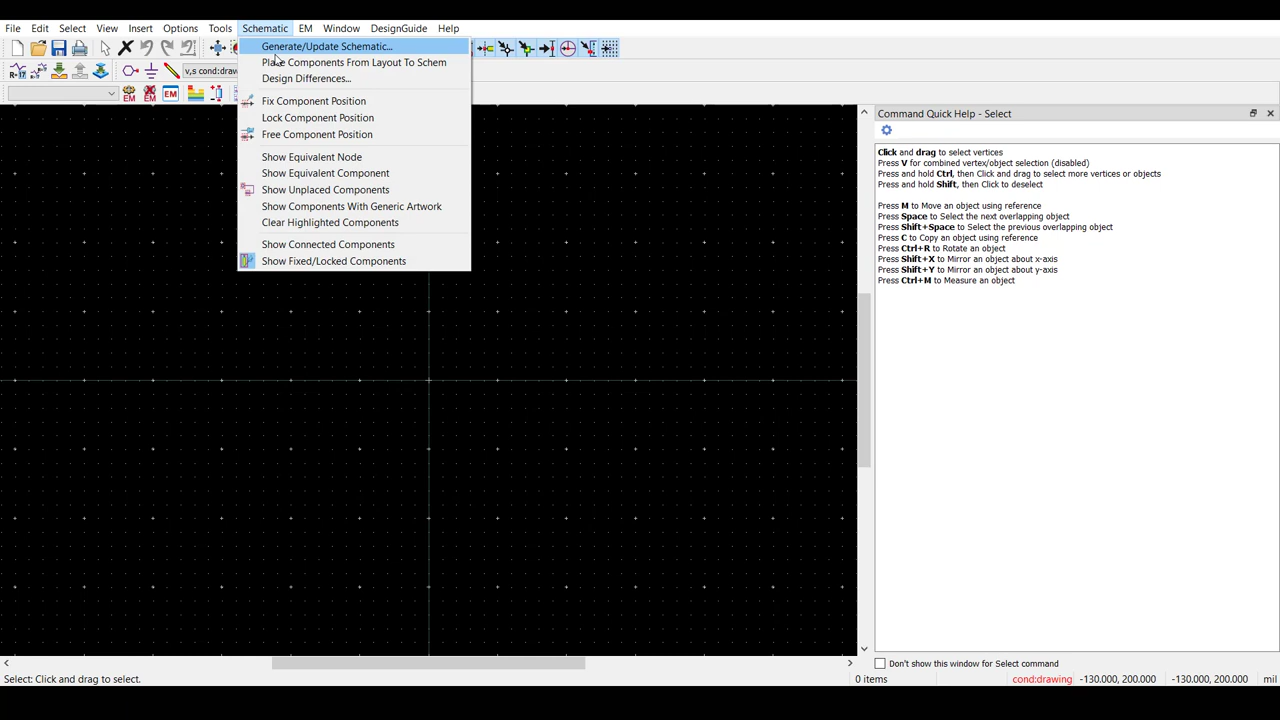 File Edit Select View Insert Options Tools Schematic EM Window DesignGuide Help
Generate/Update Schematic...
Place Components From Layout To Schem
Design Differences...
Fix Component Position
Lock Component Position
Free Component Position
Show Equivalent Node
Show Equivalent Component
Show Unplaced Components
Show Components With Generic Artwork
Clear Highlighted Components
Show Connected Components
Show Fixed/Locked Components
v,s cond:draw
EM EM EM
Command Quick Help - Select
Click and drag to select vertices
Press V for combined vertex/object selection (disabled)
Press and hold Ctrl, then Click and drag to select more vertices or objects
Press and hold Shift, then Click to deselect
Press M to Move an object using reference
Press Space to Select the next overlapping object
Press Shift+Space to Select the previous overlapping object
Press C to Copy an object using reference
Press Ctrl+R to Rotate an object
Press Shift+X to Mirror an object about x-axis
Press Shift+Y to Mirror an object about y-axis
Press Ctrl+M to Measure an object
Don't show this window for Select command
Select: Click and drag to select.
0 items cond:drawing -130.000, 200.000 -130.000, 200.000 mil